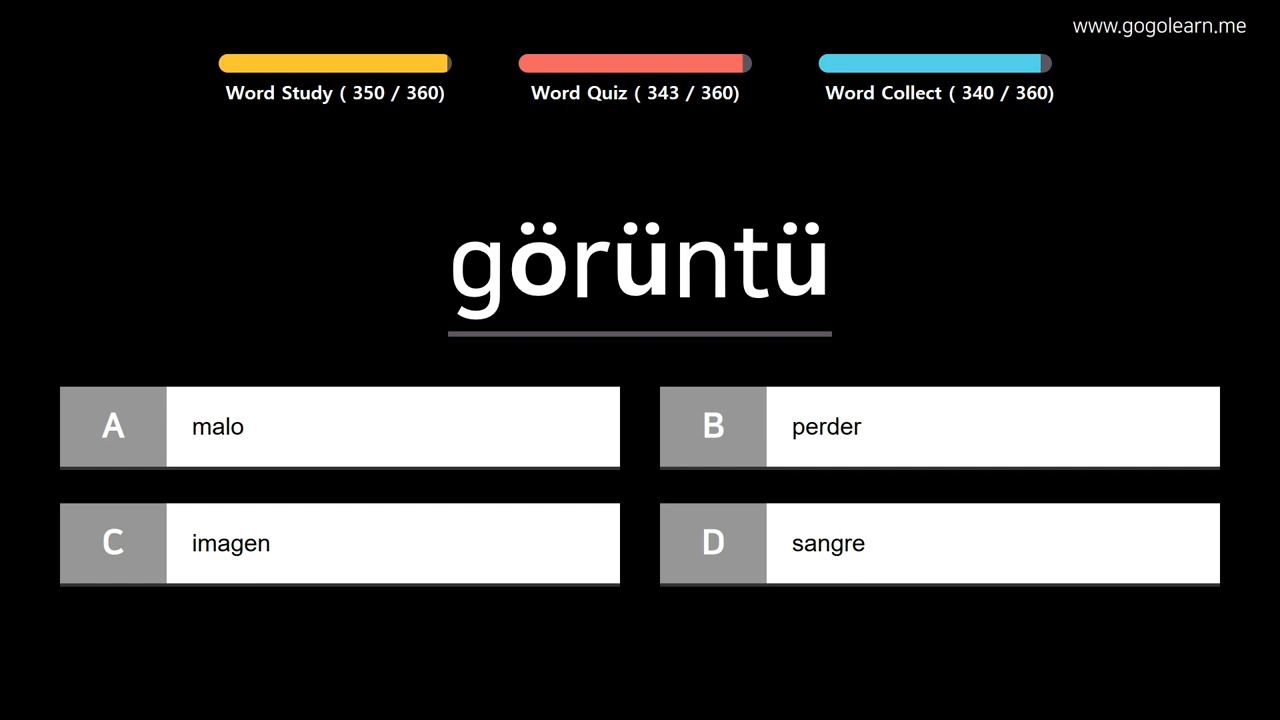 www.gogolearn.me
Word Study ( 350 / 360)
Word Quiz ( 343 / 360)
Word Collect ( 340 / 360)
görüntü
A malo
B perder
C imagen
D sangre